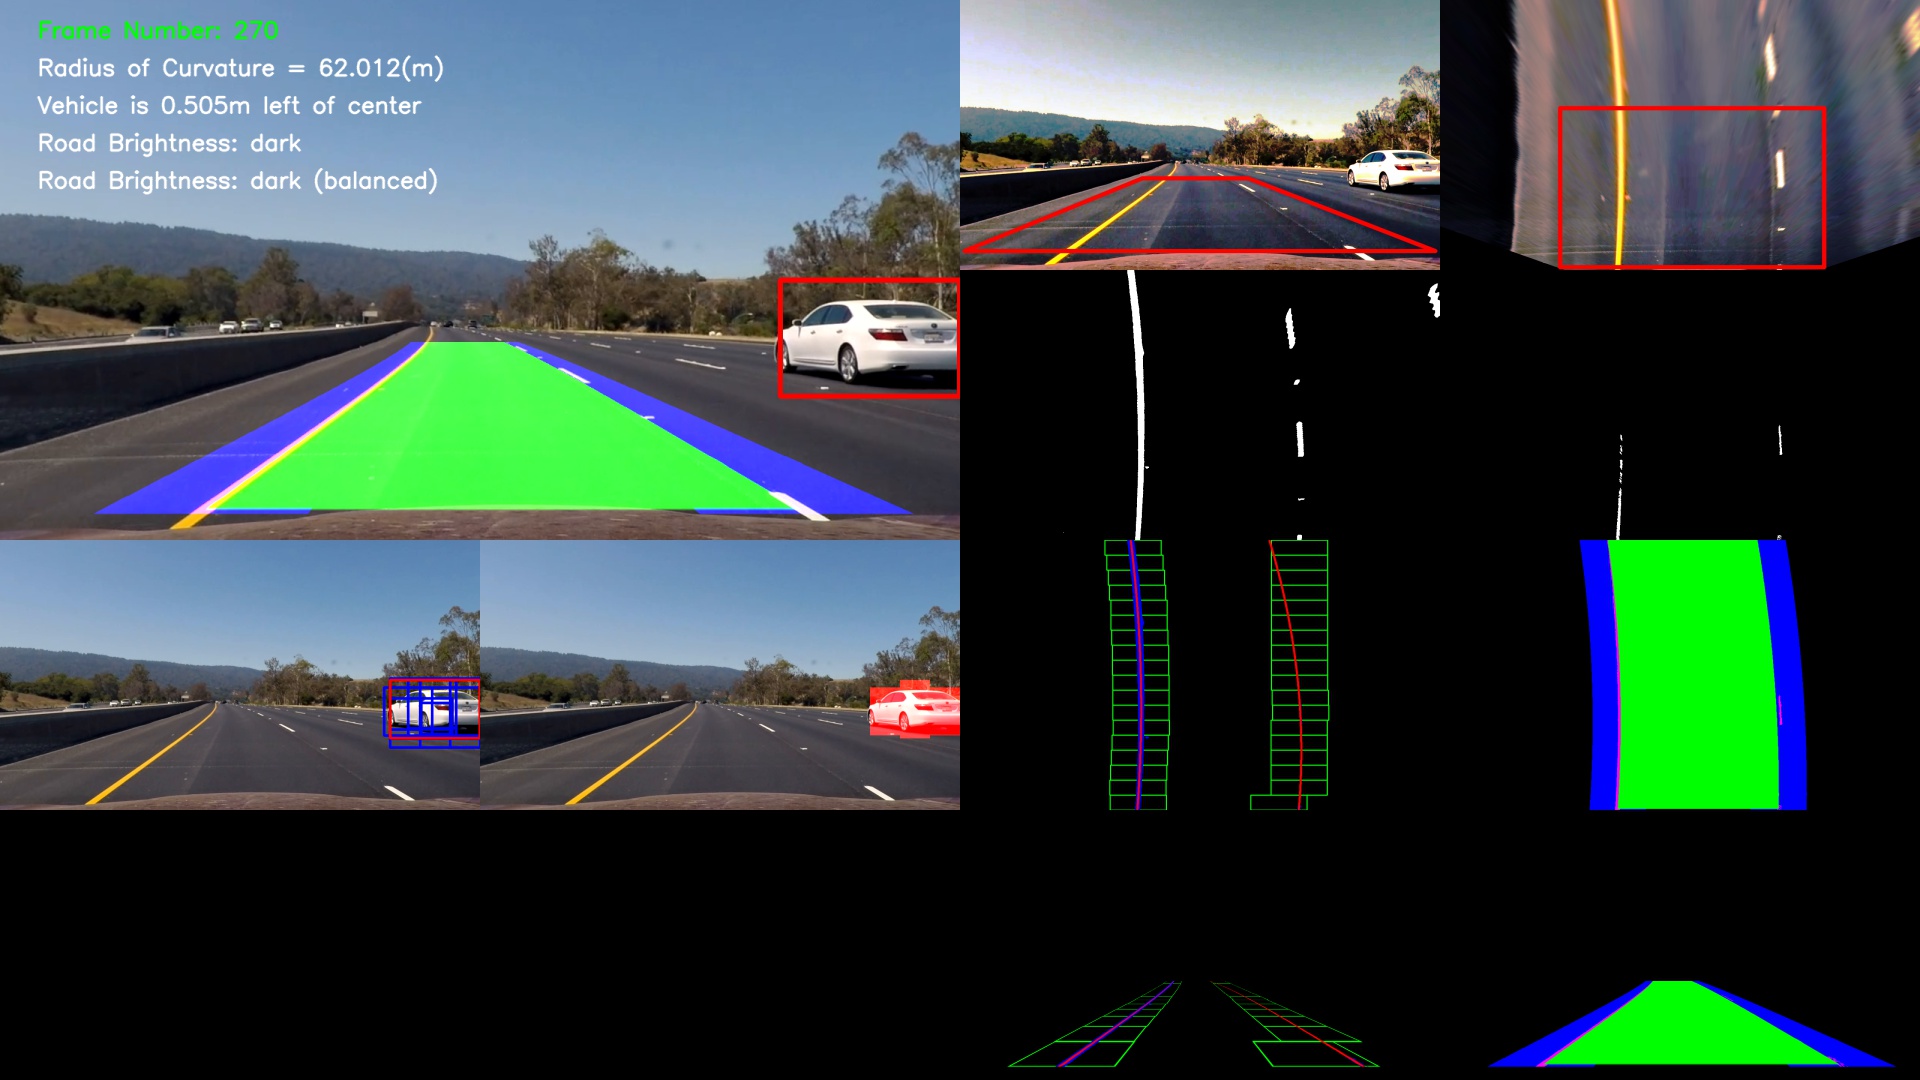 Frame Number: 270
Radius of Curvature = 62.012(m)
Vehicle is 0.505m left of center
Road Brightness: dark
Road Brightness: dark (balanced)